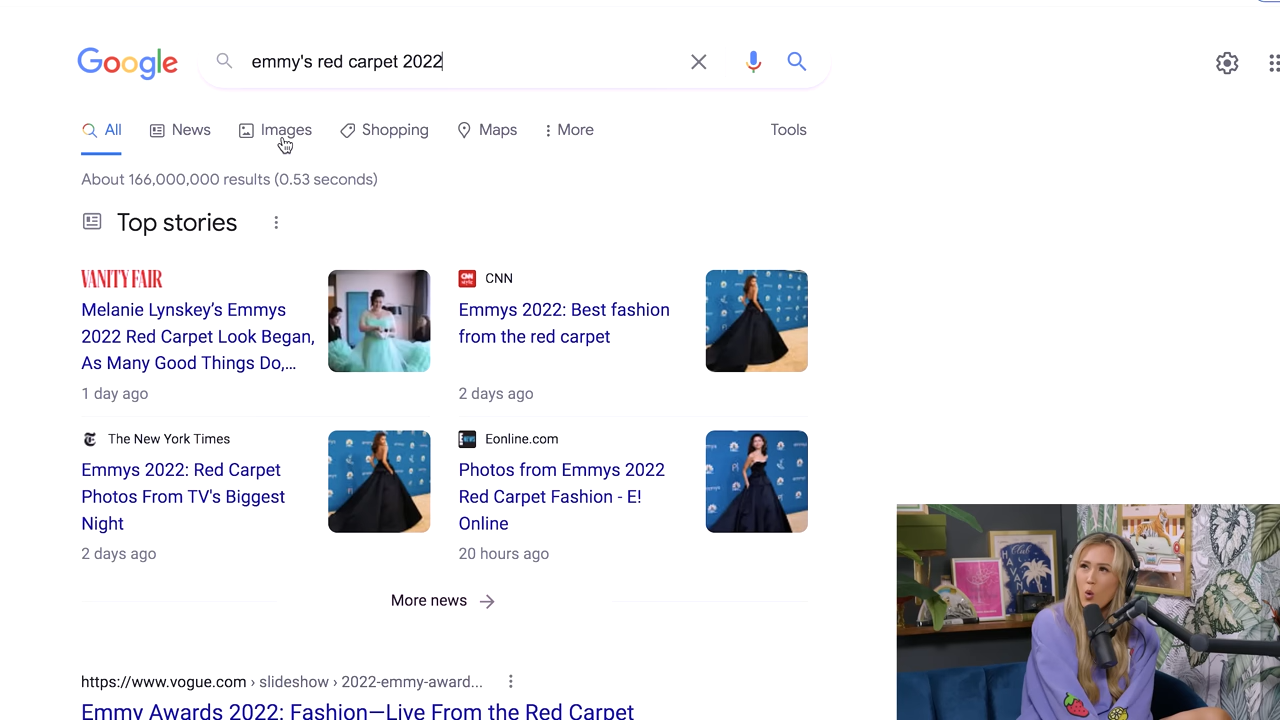 Google
emmy's red carpet 2022
All
News
Images
Shopping
Maps
More
Tools
About 166,000,000 results (0.53 seconds)
Top stories
VANITY FAIR
Melanie Lynskey’s Emmys
2022 Red Carpet Look Began,
As Many Good Things Do,...
1 day ago
CNN
Emmys 2022: Best fashion
from the red carpet
2 days ago
The New York Times
Emmys 2022: Red Carpet
Photos From TV's Biggest
Night
2 days ago
Eonline.com
Photos from Emmys 2022
Red Carpet Fashion - E!
Online
20 hours ago
More news
https://www.vogue.com › slideshow › 2022-emmy-award...
Emmy Awards 2022: Fashion—Live From the Red Carpet
Club
HAVANA